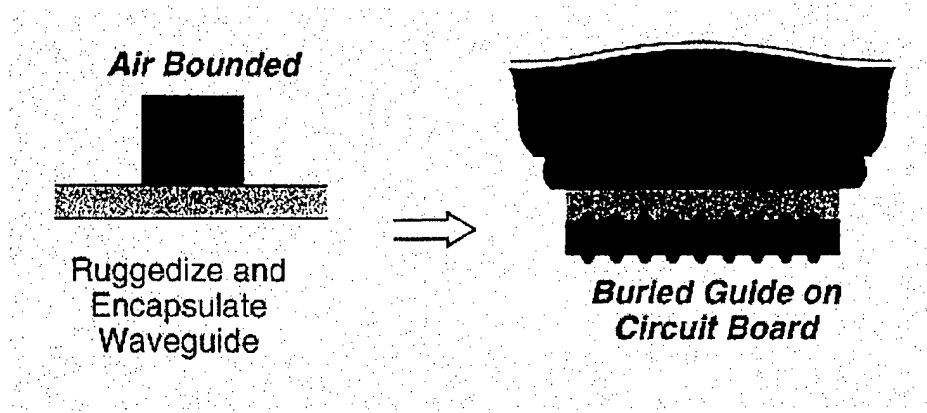 Air Bounded
Ruggedize and
Encapsulate
Waveguide
Buried Guide on
Circuit Board